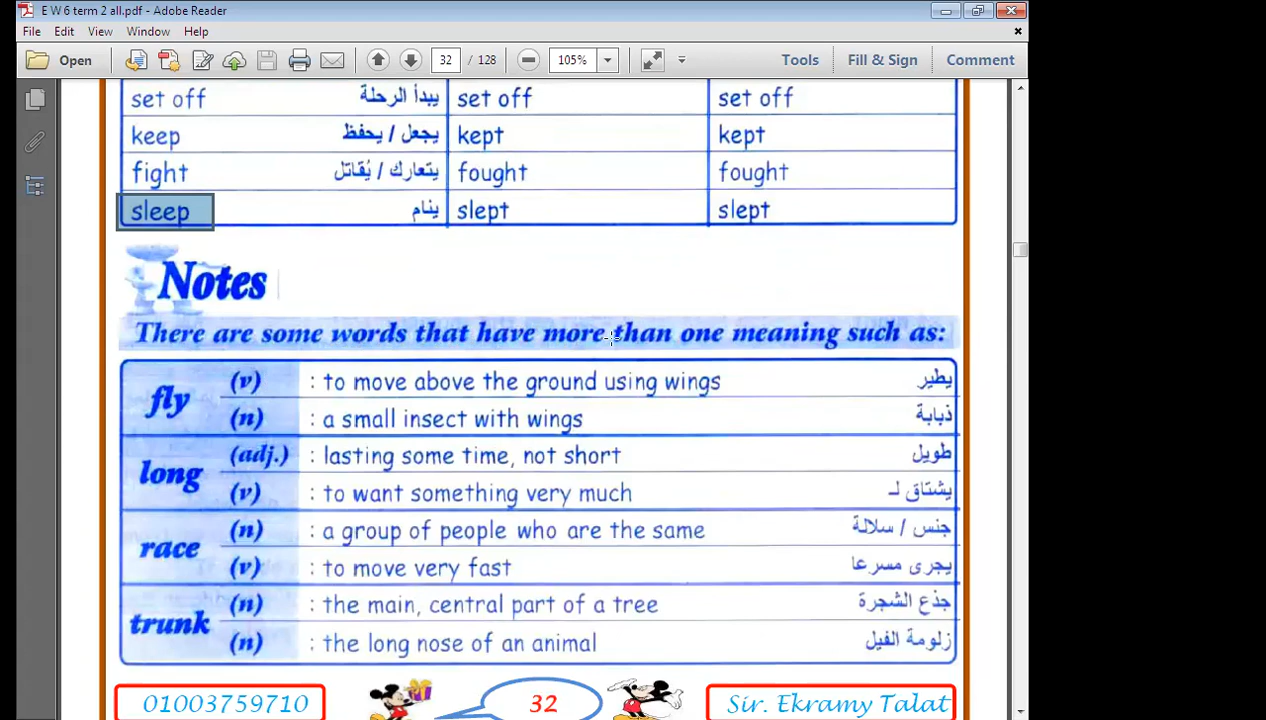 E W 6 term 2 all.pdf - Adobe Reader
File Edit View Window Help
Open 32 / 128 105% Tools Fill & Sign Comment
set off يبدأ الرحلة set off set off
keep يجعل / يحفظ kept kept
fight يتعارك / يُقاتل fought fought
sleep ينام slept slept
Notes
There are some words that have more than one meaning such as:
fly (v) : to move above the ground using wings يطير
(n) : a small insect with wings ذبابة
long (adj.) : lasting some time, not short طويل
(v) : to want something very much يشتاق لـ
race (n) : a group of people who are the same جنس / سلالة
(v) : to move very fast يجرى مسرعا
trunk (n) : the main, central part of a tree جذع الشجرة
(n) : the long nose of an animal زلومة الفيل
01003759710 32 Sir. Ekramy Talat